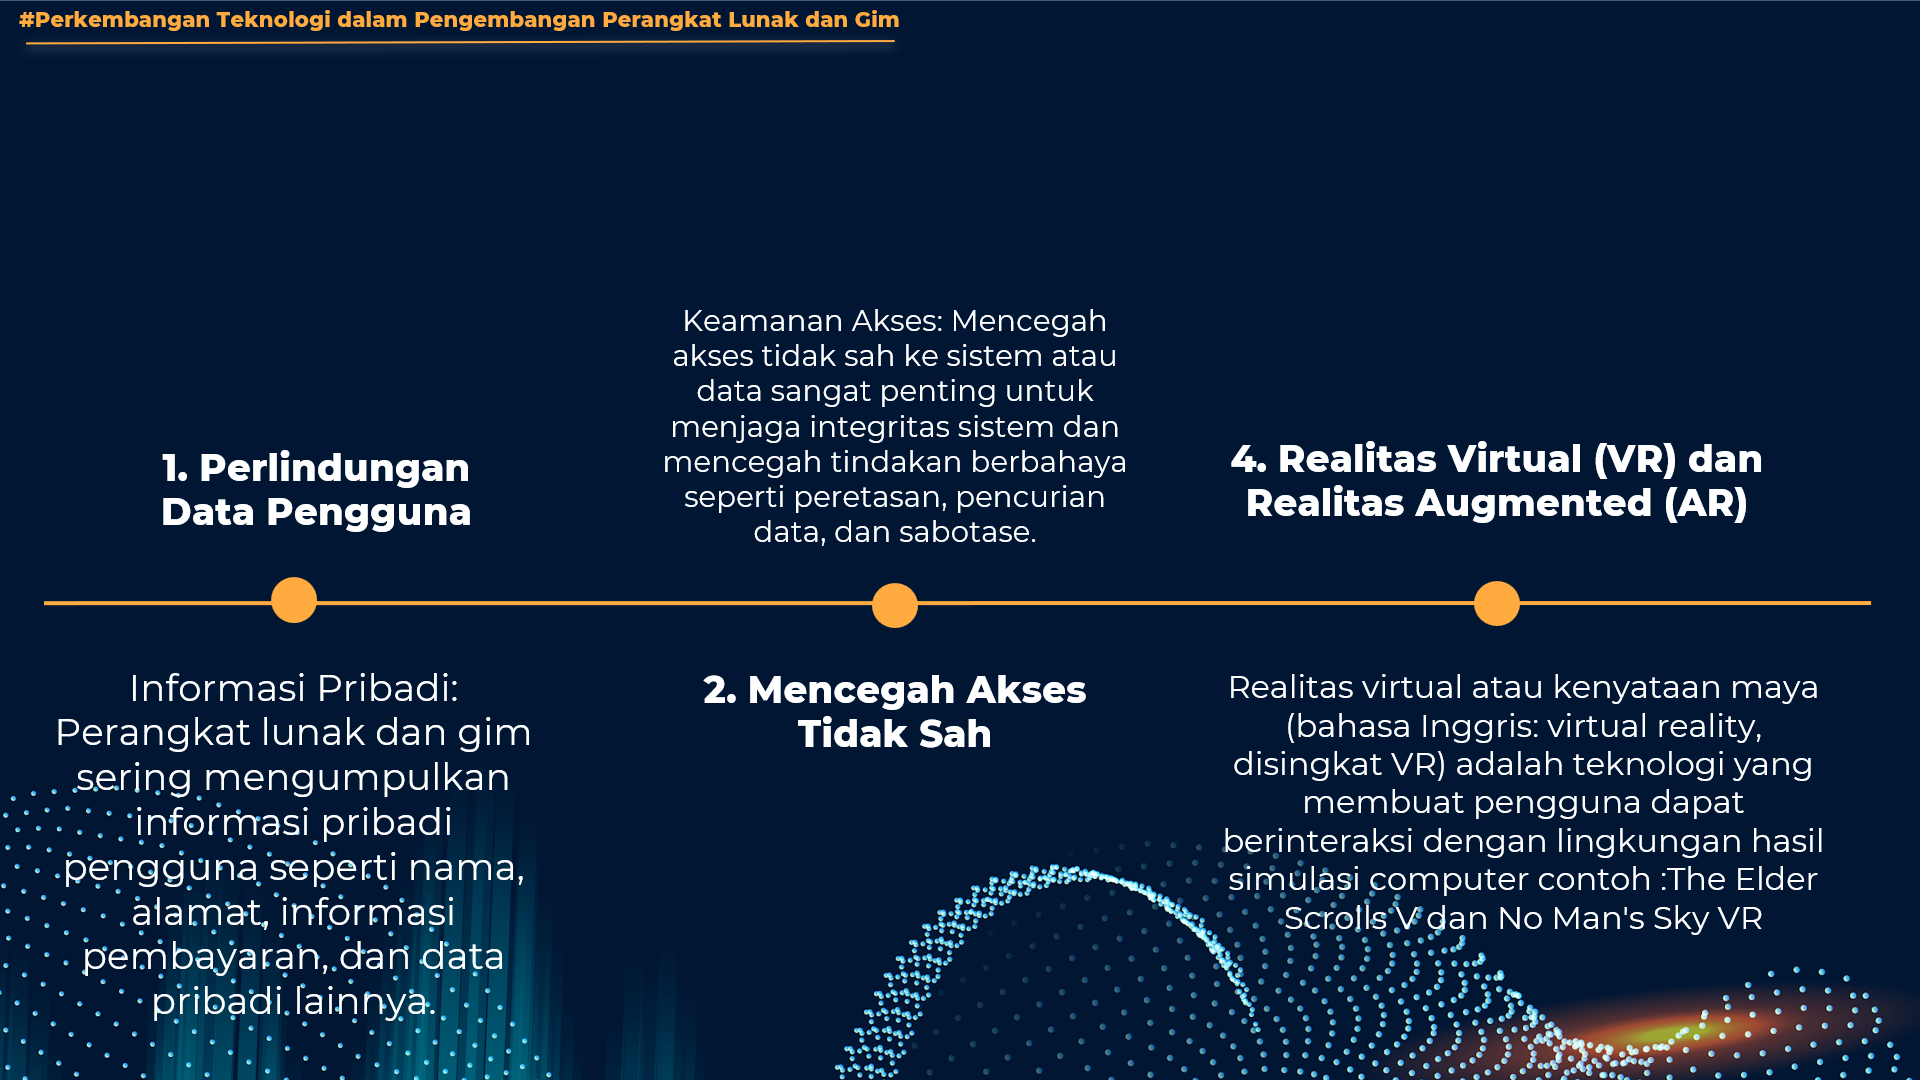 #Perkembangan Teknologi dalam Pengembangan Perangkat Lunak dan Gim
1. Perlindungan
Data Pengguna
Informasi Pribadi:
Perangkat lunak dan gim
sering mengumpulkan
informasi pribadi
pengguna seperti nama,
alamat, informasi
pembayaran, dan data
pribadi lainnya.
Keamanan Akses: Mencegah
akses tidak sah ke sistem atau
data sangat penting untuk
menjaga integritas sistem dan
mencegah tindakan berbahaya
seperti peretasan, pencurian
data, dan sabotase.
2. Mencegah Akses
Tidak Sah
4. Realitas Virtual (VR) dan
Realitas Augmented (AR)
Realitas virtual atau kenyataan maya
(bahasa Inggris: virtual reality,
disingkat VR) adalah teknologi yang
membuat pengguna dapat
berinteraksi dengan lingkungan hasil
simulasi computer contoh :The Elder
Scrolls V dan No Man's Sky VR